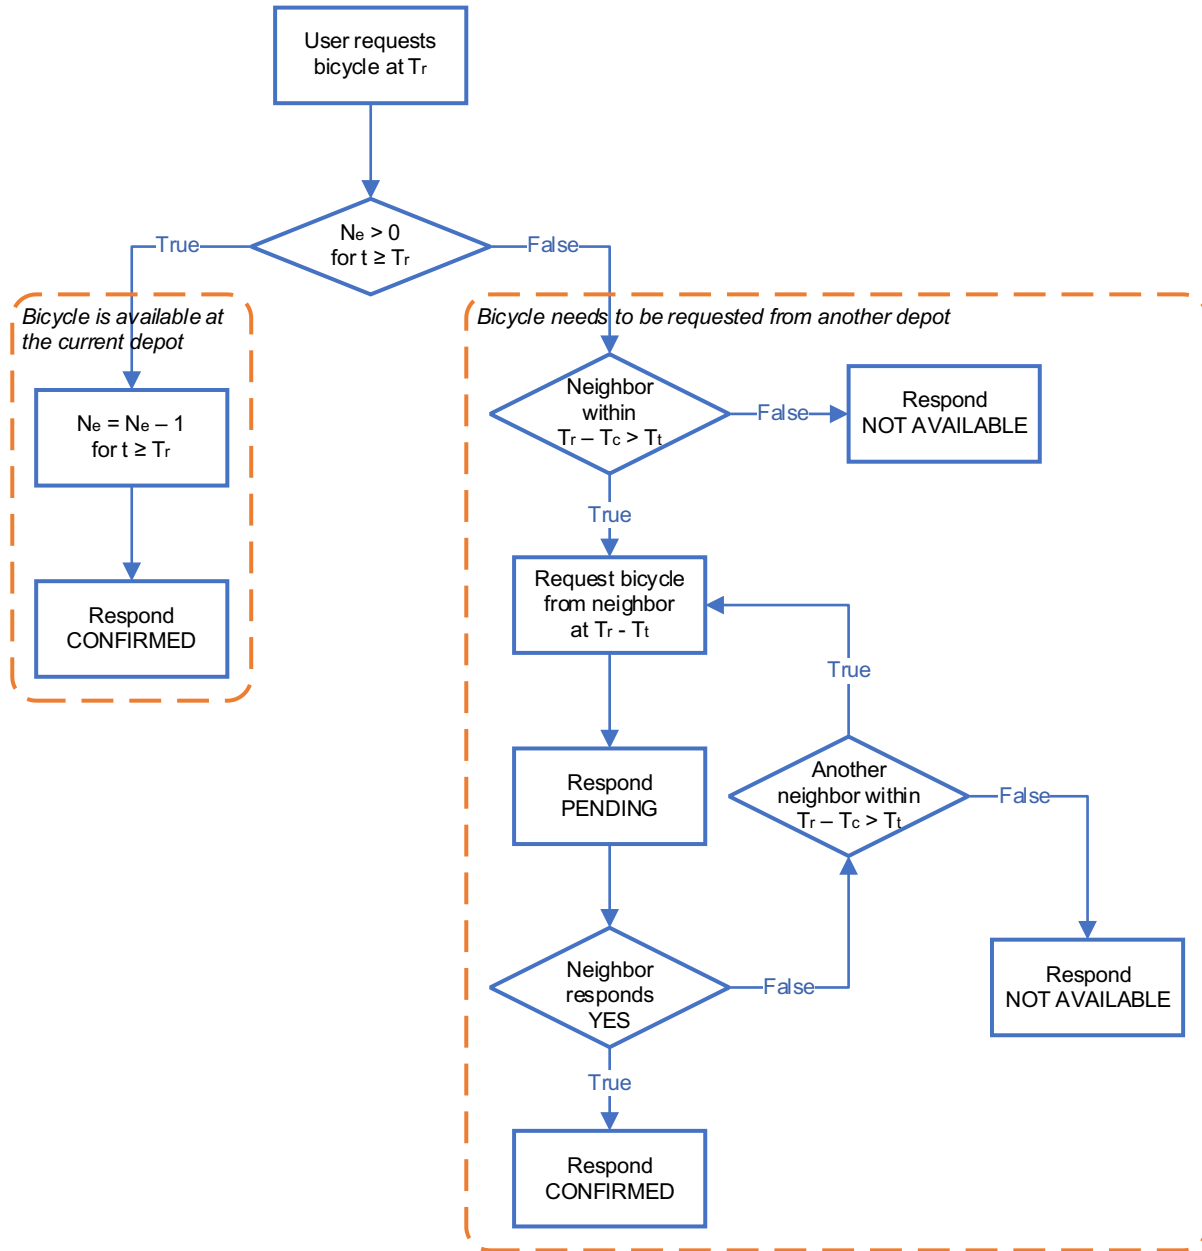 User requests
bicycle at Tr
Ne > 0
for t ≥ Tr
True
False
Bicycle is available at
the current depot
Ne = Ne – 1
for t ≥ Tr
Respond
CONFIRMED
Bicycle needs to be requested from another depot
Neighbor
within
Tr – Tc > Tt
False
Respond
NOT AVAILABLE
True
Request bicycle
from neighbor
at Tr - Tt
True
Respond
PENDING
Another
neighbor within
Tr – Tc > Tt
False
Neighbor
responds
YES
False
Respond
NOT AVAILABLE
True
Respond
CONFIRMED